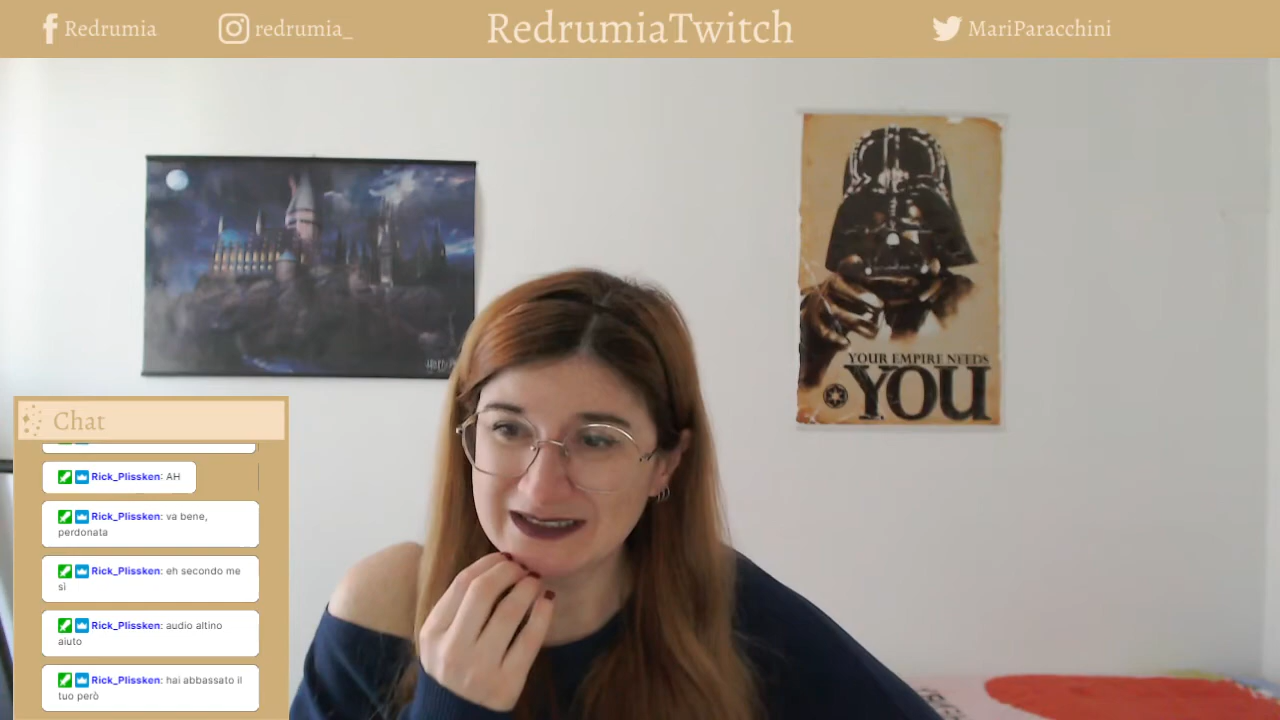 Redrumia
redrumia_
RedrumiaTwitch
MariParacchini
YOUR EMPIRE NEEDS
YOU
Chat
Rick_Plissken: AH
Rick_Plissken: va bene,
perdonata
Rick_Plissken: eh secondo me
sì
Rick_Plissken: audio altino
aiuto
Rick_Plissken: hai abbassato il
tuo però